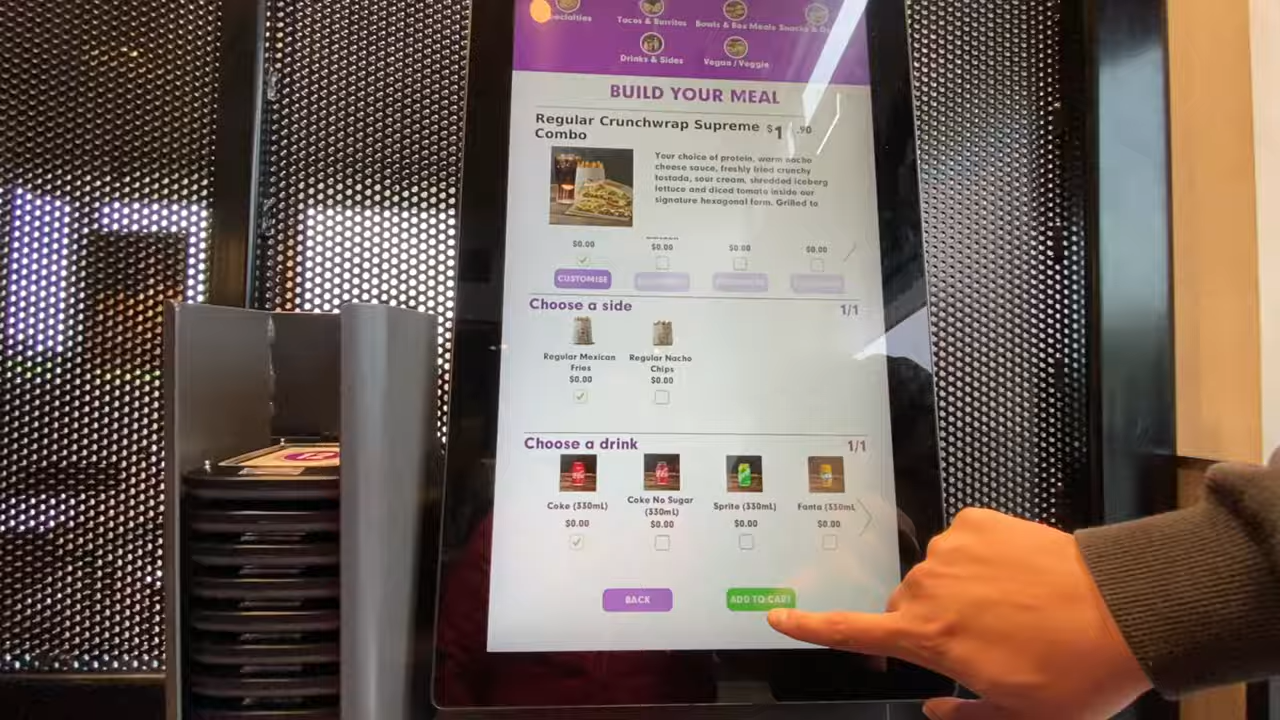 Tacos & Burritos
Bowls & Box Meals
Drinks & Sides
Vegan / Veggie
BUILD YOUR MEAL
Regular Crunchwrap Supreme
Combo
$1 .90
Your choice of protein, warm nacho
cheese sauce, freshly fried crunchy
tostada, sour cream, shredded iceberg
lettuce and diced tomato inside our
signature hexagonal form. Grilled to
$0.00
$0.00
$0.00
$0.00
CUSTOMISE
Choose a side
1/1
Regular Mexican
Fries
$0.00
Regular Nacho
Chips
$0.00
Choose a drink
1/1
Coke (330mL)
$0.00
Coke No Sugar
(330mL)
$0.00
Sprite (330mL)
$0.00
Fanta (330mL
$0.00
BACK
ADD TO CART